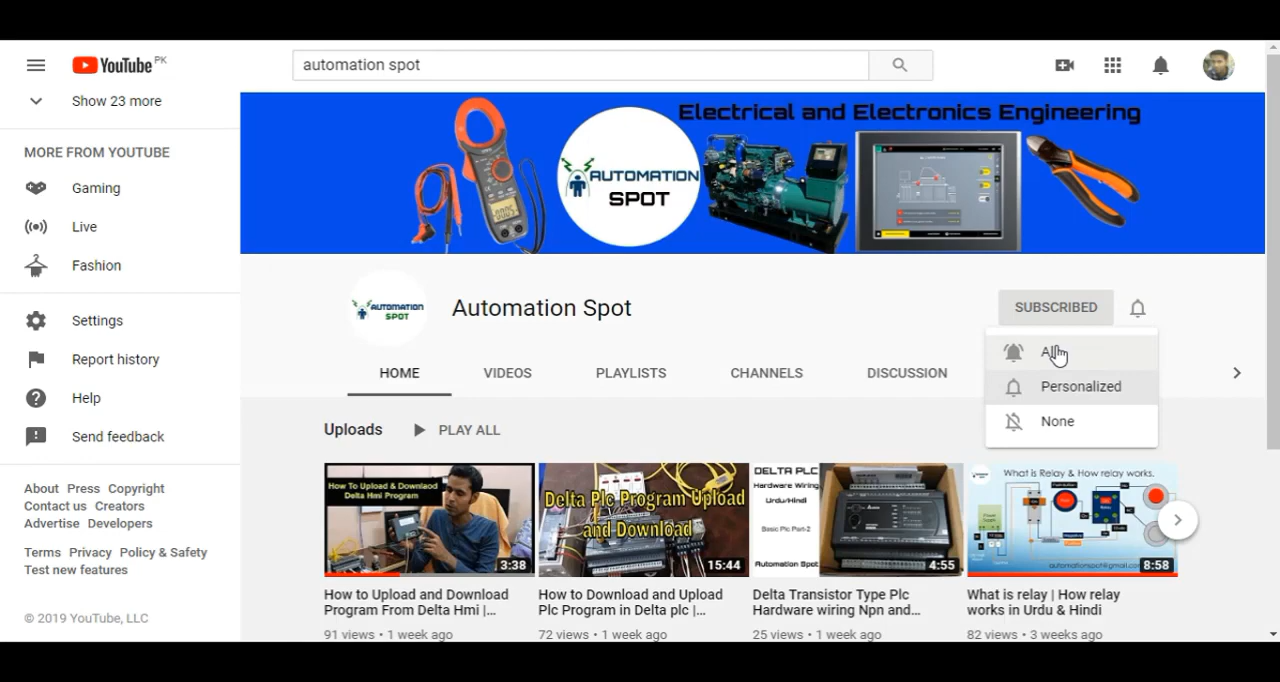 YouTube PK
automation spot
Show 23 more
MORE FROM YOUTUBE
Gaming
Live
Fashion
Settings
Report history
Help
Send feedback
About Press Copyright
Contact us Creators
Advertise Developers
Terms Privacy Policy & Safety
Test new features
© 2019 YouTube, LLC
Electrical and Electronics Engineering
AUTOMATION
SPOT
AUTOMATION
SPOT
Automation Spot
SUBSCRIBED
Personalized
None
HOME
VIDEOS
PLAYLISTS
CHANNELS
DISCUSSION
Uploads
PLAY ALL
How To Upload & Downlaod
Delta Hmi Program
3:38
Delta Plc Program Upload
and Download
15:44
DELTA PLC
Hardware Wiring
Urdu/Hindi
Basic Plc Part-2
Automation Spot
4:55
What is Relay & How relay works.
8:58
How to Upload and Download
Program From Delta Hmi |...
91 views • 1 week ago
How to Download and Upload
Plc Program in Delta plc |...
72 views • 1 week ago
Delta Transistor Type Plc
Hardware wiring Npn and...
25 views • 1 week ago
What is relay | How relay
works in Urdu & Hindi
82 views • 3 weeks ago